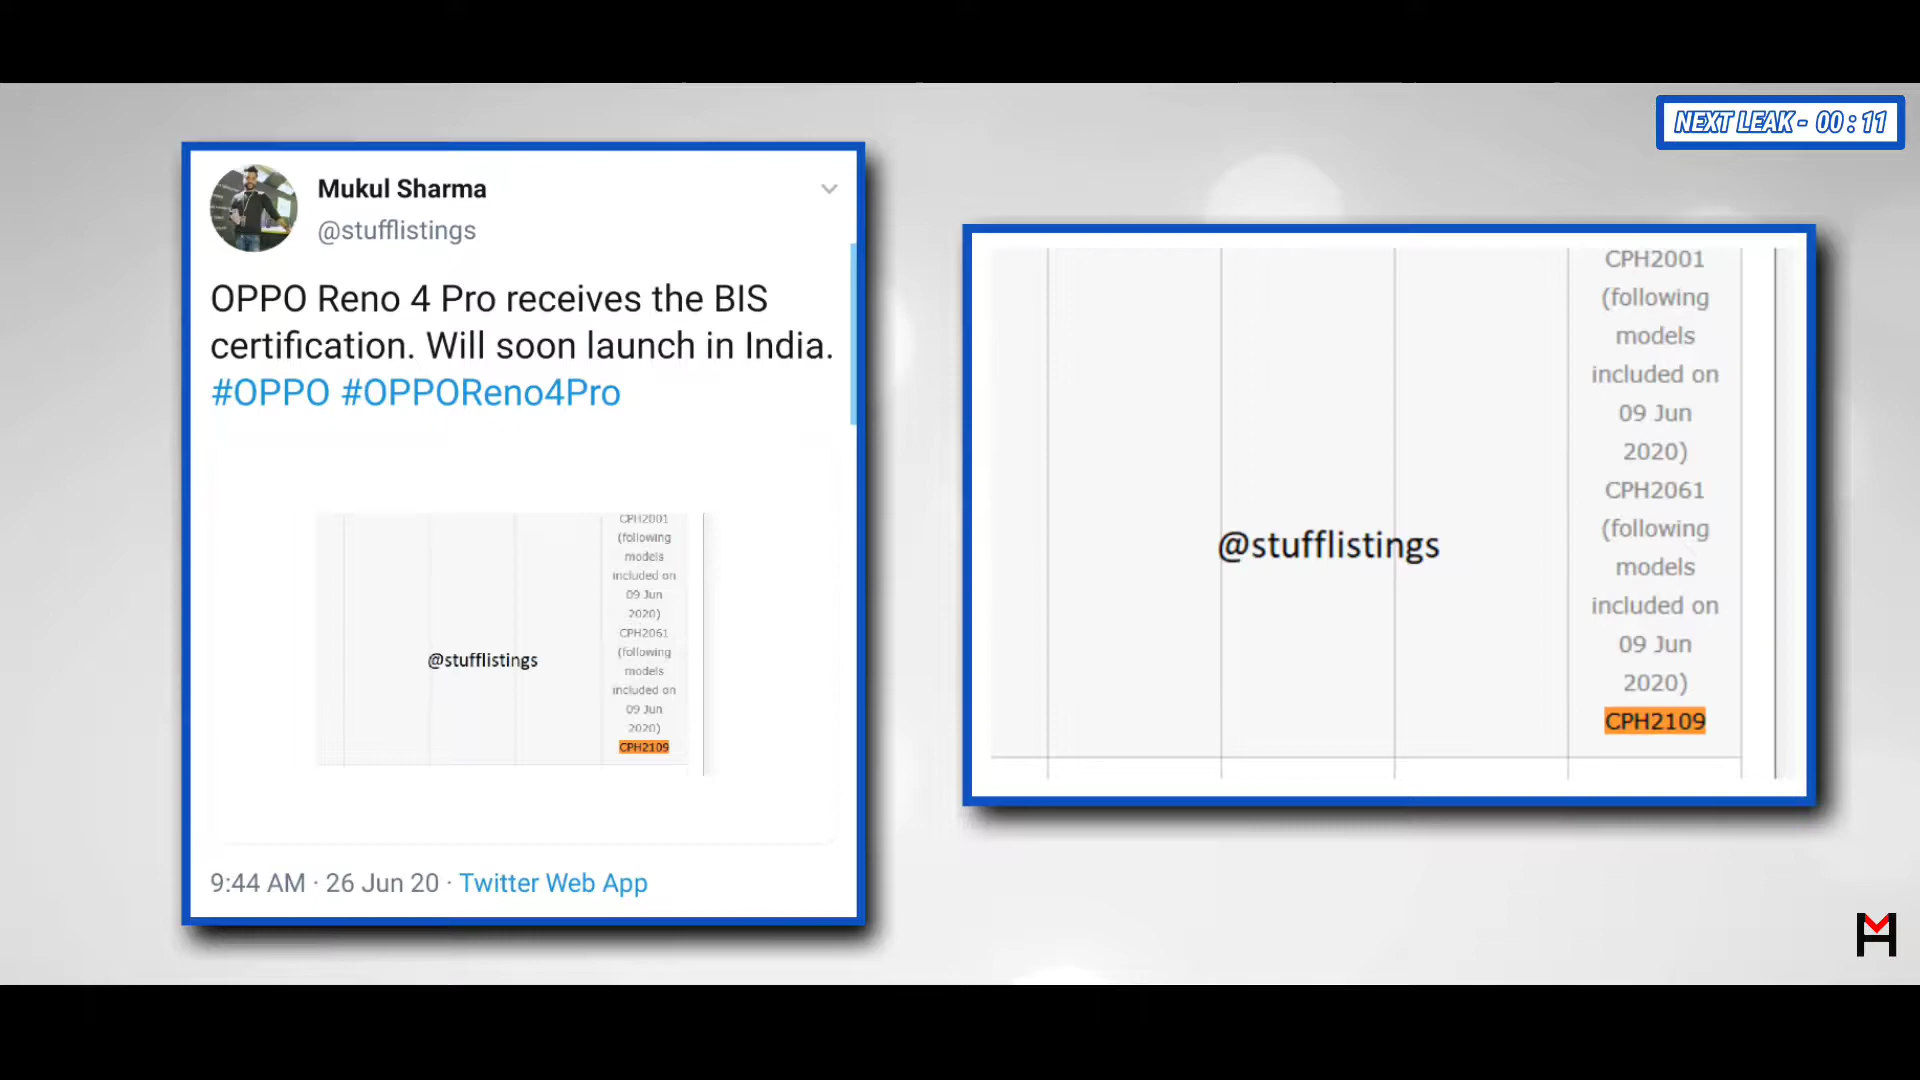 NEXT LEAK - 00 : 11
Mukul Sharma
@stufflistings
OPPO Reno 4 Pro receives the BIS
certification. Will soon launch in India.
#OPPO #OPPOReno4Pro
CPH2001
(following
models
included on
09 Jun
2020)
CPH2061
(following
models
included on
09 Jun
2020)
CPH2109
@stufflistings
9:44 AM · 26 Jun 20 · Twitter Web App
CPH2001
(following
models
included on
09 Jun
2020)
CPH2061
(following
models
included on
09 Jun
2020)
CPH2109
@stufflistings